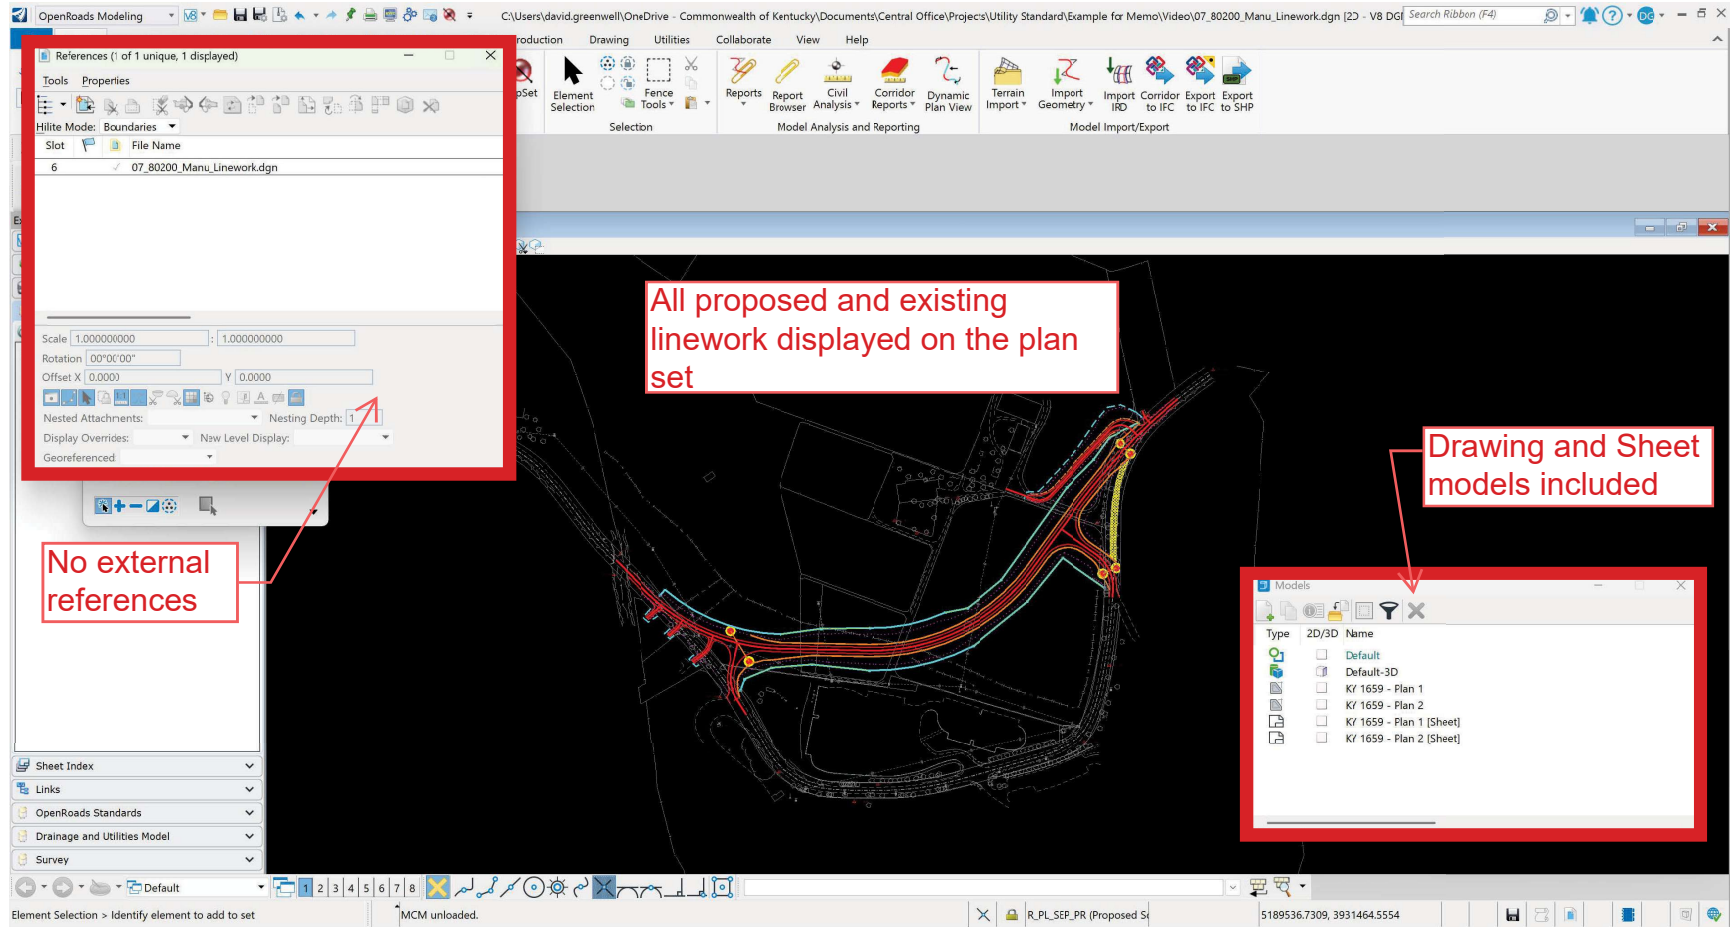 OpenRoads Modeling
C:\Users\david.greenwell\OneDrive - Commonwealth of Kentucky\Documents\Central Office\Projects\Utility Standard\Example for Memo\Video\07_80200_Manu_Linework.dgn [2D - V8 DGN
Search Ribbon (F4)
DG
Drawing Utilities Collaborate View Help
References (1 of 1 unique, 1 displayed)
Tools Properties
Hilite Mode: Boundaries
Slot File Name
6 07_80200_Manu_Linework.dgn
Scale 1.000000000 : 1.000000000
Rotation 00°00'00"
Offset X 0.0000 Y 0.0000
Nested Attachments: Nesting Depth: 1
Display Overrides: New Level Display:
Georeferenced
Element Selection
Fence Tools
Selection
Reports
Report Browser
Civil Analysis
Corridor Reports
Dynamic Plan View
Model Analysis and Reporting
Terrain Import
Import Geometry
Import IRD
Corridor to IFC
Export to IFC
Export to SHP
Model Import/Export
All proposed and existing
linework displayed on the plan
set
Drawing and Sheet
models included
No external
references
Models
Type 2D/3D Name
Default
Default-3D
KY 1659 - Plan 1
KY 1659 - Plan 2
KY 1659 - Plan 1 [Sheet]
KY 1659 - Plan 2 [Sheet]
Sheet Index
Links
OpenRoads Standards
Drainage and Utilities Model
Survey
Default
1 2 3 4 5 6 7 8
Element Selection > Identify element to add to set
MCM unloaded.
R_PL_SEP_PR (Proposed Se
5189536.7309, 3931464.5554